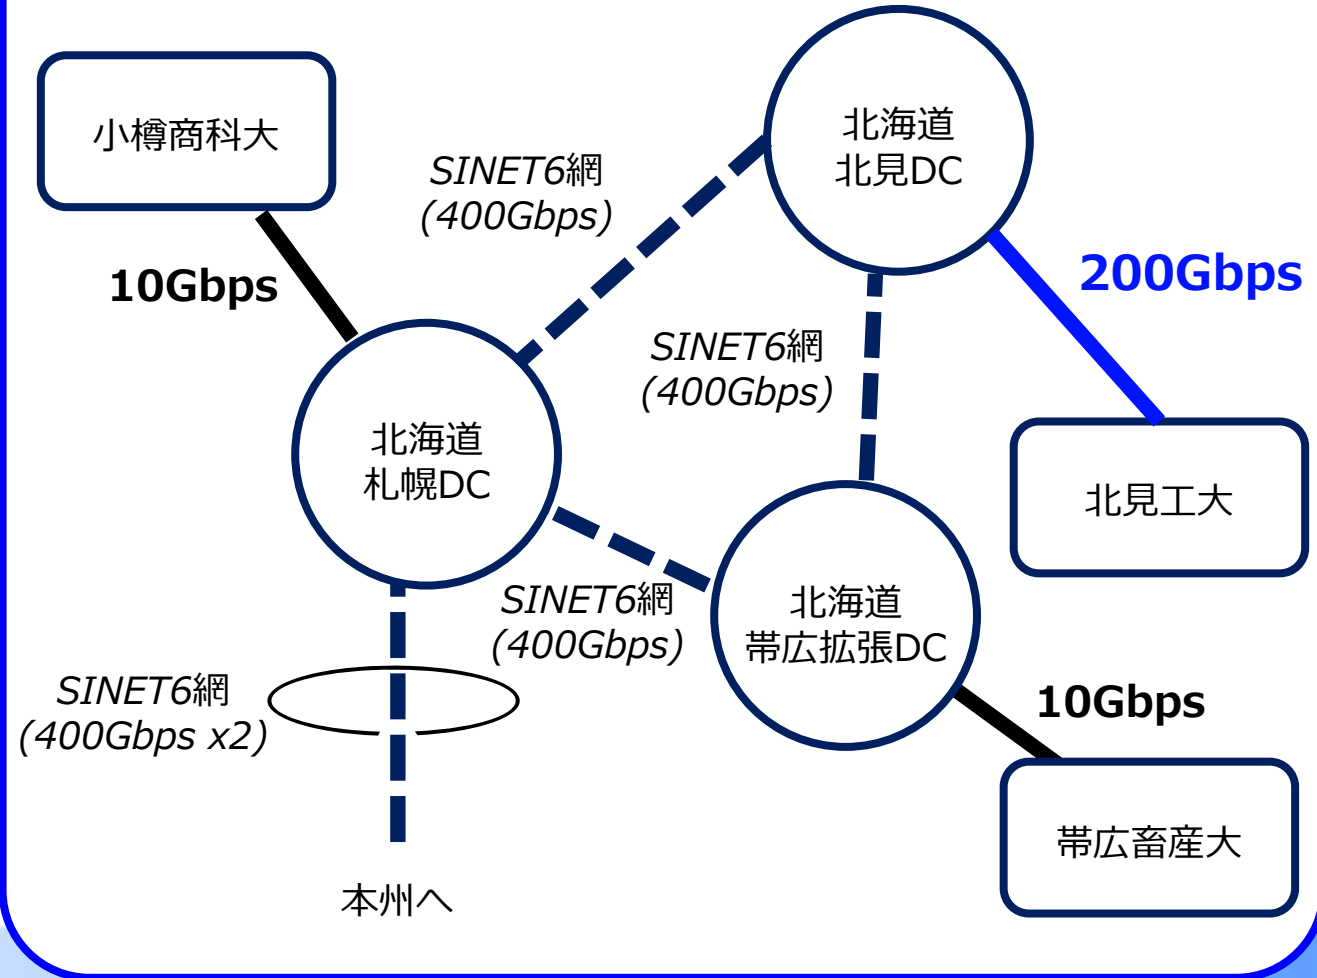 小樽商科大
10Gbps
SINET6網
(400Gbps)
北海道
北見DC
200Gbps
SINET6網
(400Gbps)
北海道
札幌DC
北見工大
SINET6網
(400Gbps)
北海道
帯広拡張DC
SINET6網
(400Gbps x2)
10Gbps
帯広畜産大
本州へ